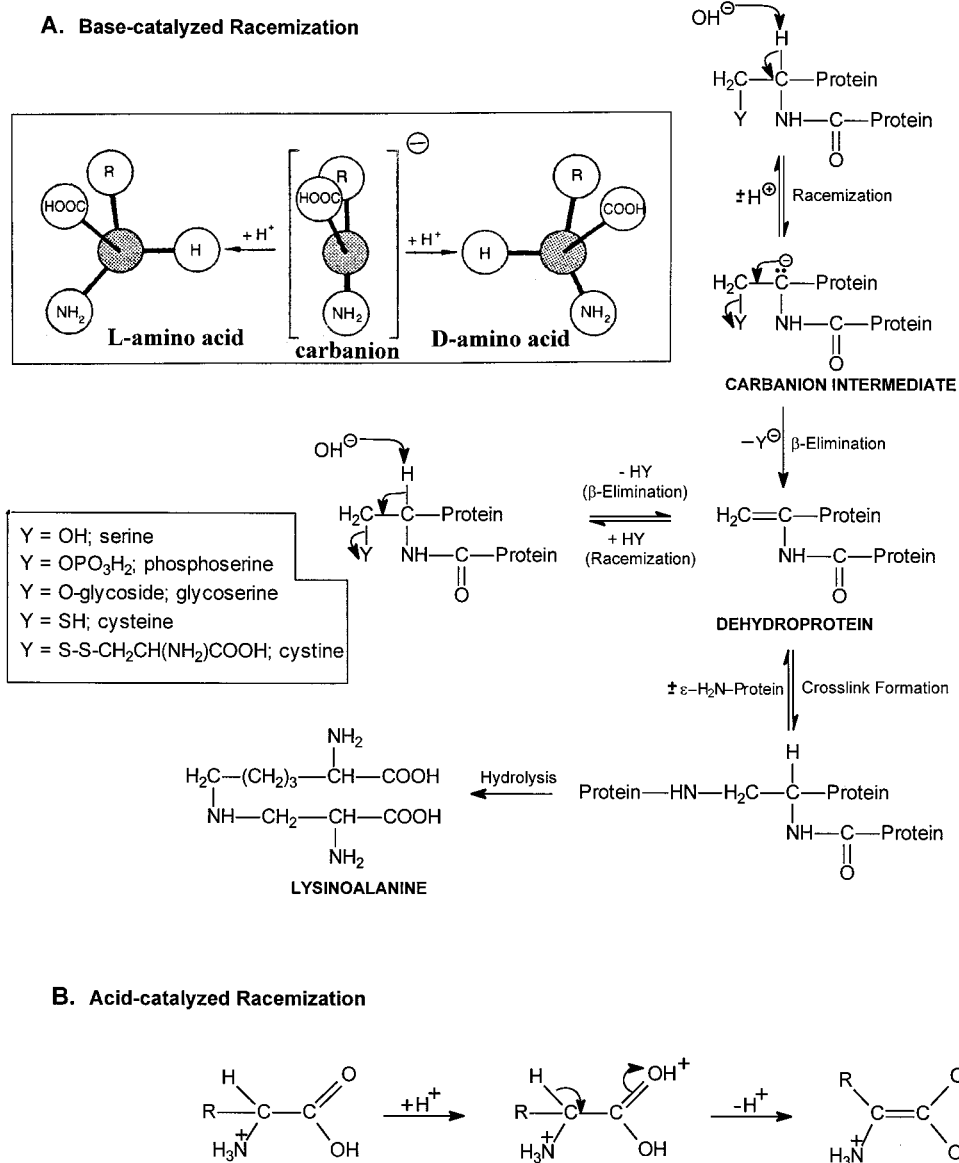 A. Base-catalyzed Racemization
OH⊖
H
H₂C—C—Protein
Y NH—C—Protein
O
±H⊕ Racemization
R
HOOC
H
NH₂
+ H⁺
R
HOOC
NH₂
⊖
+ H⁺
R
COOH
H
NH₂
L-amino acid
carbanion
D-amino acid
⊖
H₂C—C—Protein
Y NH—C—Protein
O
CARBANION INTERMEDIATE
−Y⊖ β-Elimination
OH⊖
H
H₂C—C—Protein
Y NH—C—Protein
O
- HY
(β-Elimination)
+ HY
(Racemization)
H₂C=C—Protein
NH—C—Protein
O
DEHYDROPROTEIN
Y = OH; serine
Y = OPO₃H₂; phosphoserine
Y = O-glycoside; glycoserine
Y = SH; cysteine
Y = S-S-CH₂CH(NH₂)COOH; cystine
± ε–H₂N–Protein Crosslink Formation
H
Protein—HN—H₂C—C—Protein
NH—C—Protein
O
Hydrolysis
NH₂
H₂C—(CH₂)₃—CH—COOH
NH—CH₂—CH—COOH
NH₂
LYSINOALANINE
B. Acid-catalyzed Racemization
H O
R—C—C
H₃N⁺ OH
+H⁺
H OH⁺
R—C—C
H₃N⁺ OH
-H⁺
R
C=C
H₃N⁺